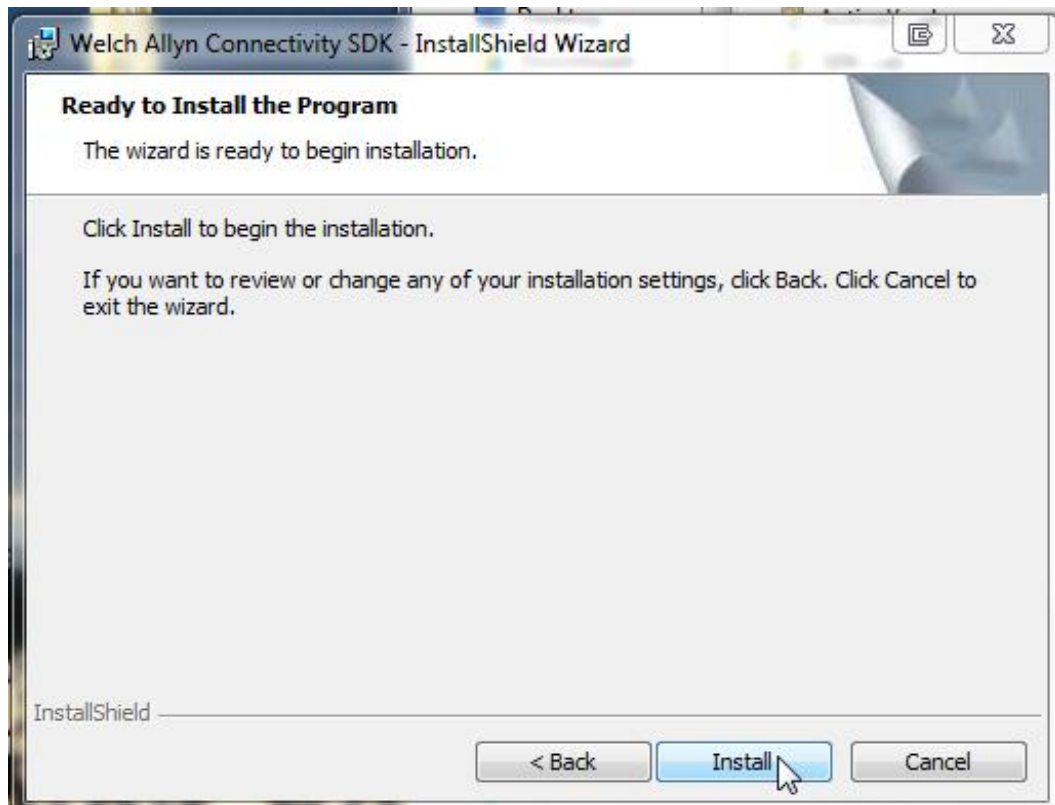 Welch Allyn Connectivity SDK - InstallShield Wizard
Ready to Install the Program
The wizard is ready to begin installation.
Click Install to begin the installation.
If you want to review or change any of your installation settings, click Back. Click Cancel to
exit the wizard.
InstallShield
< Back
Install
Cancel